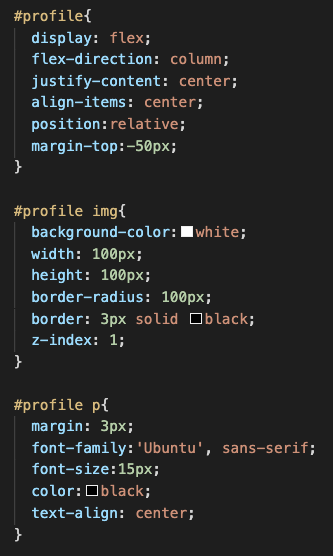 #profile{
display: flex;
flex-direction: column;
justify-content: center;
align-items: center;
position:relative;
margin-top:-50px;
}
#profile img{
background-color:white;
width: 100px;
height: 100px;
border-radius: 100px;
border: 3px solid black;
z-index: 1;
}
#profile p{
margin: 3px;
font-family:'Ubuntu', sans-serif;
font-size:15px;
color:black;
text-align: center;
}